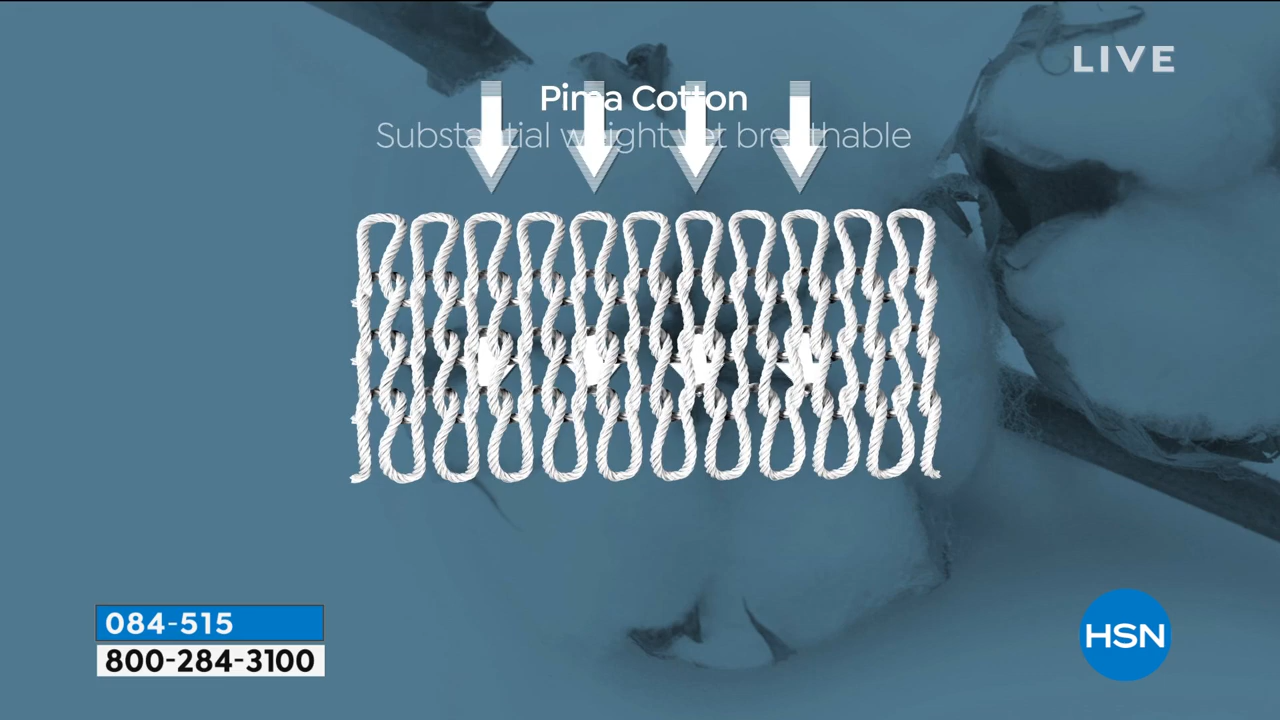 LIVE
Pima Cotton
Substantial weight yet breathable
084-515
800-284-3100
HSN